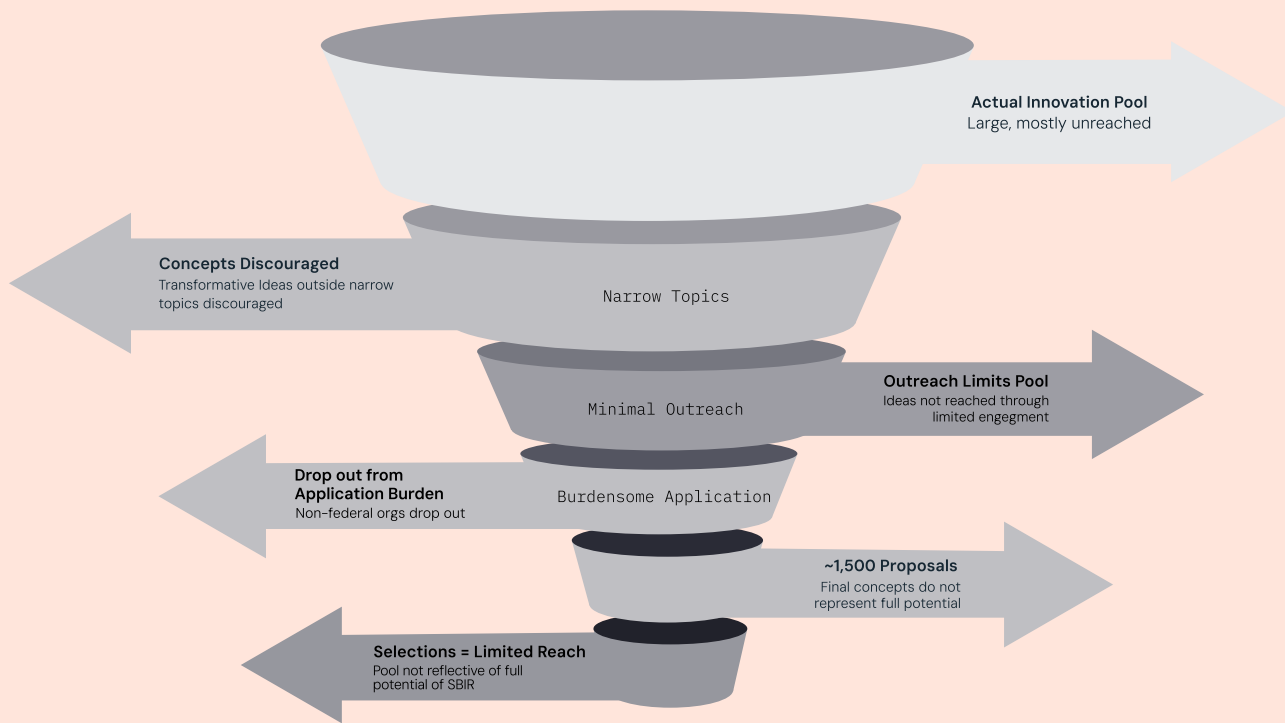 Actual Innovation Pool
Large, mostly unreached
Concepts Discouraged
Transformative Ideas outside narrow
topics discouraged
Narrow Topics
Outreach Limits Pool
Ideas not reached through
limited engegment
Minimal Outreach
Drop out from
Application Burden
Non-federal orgs drop out
Burdensome Application
~1,500 Proposals
Final concepts do not
represent full potential
Selections = Limited Reach
Pool not reflective of full
potential of SBIR